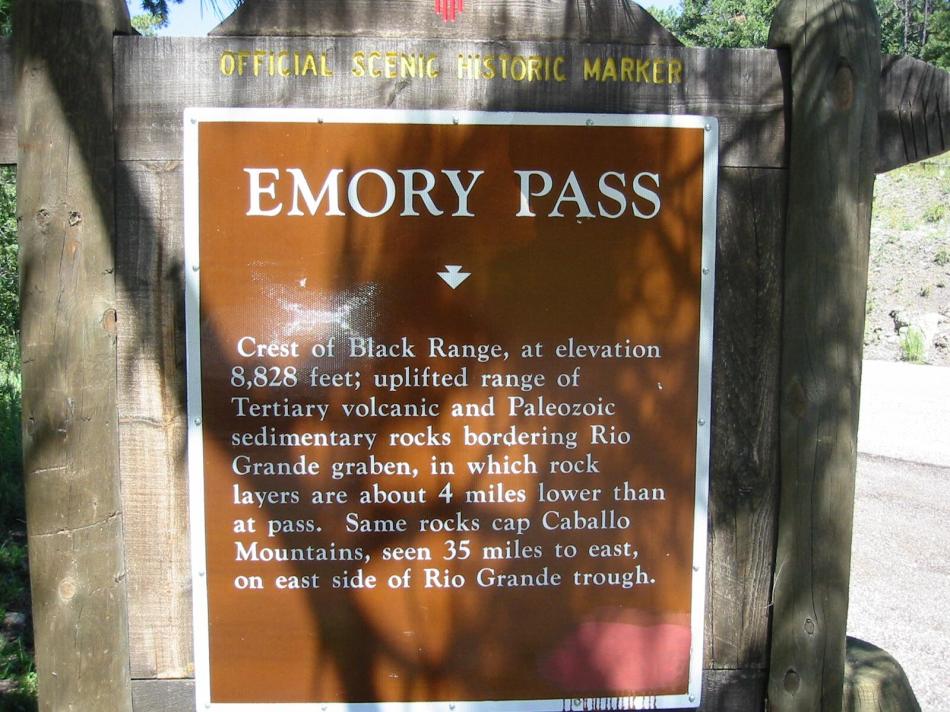 OFFICIAL SCENIC HISTORIC MARKER
EMORY PASS
Crest of Black Range, at elevation
8,828 feet; uplifted range of
Tertiary volcanic and Paleozoic
sedimentary rocks bordering Rio
Grande graben, in which rock
layers are about 4 miles lower than
at pass. Same rocks cap Caballo
Mountains, seen 35 miles to east,
on east side of Rio Grande trough.